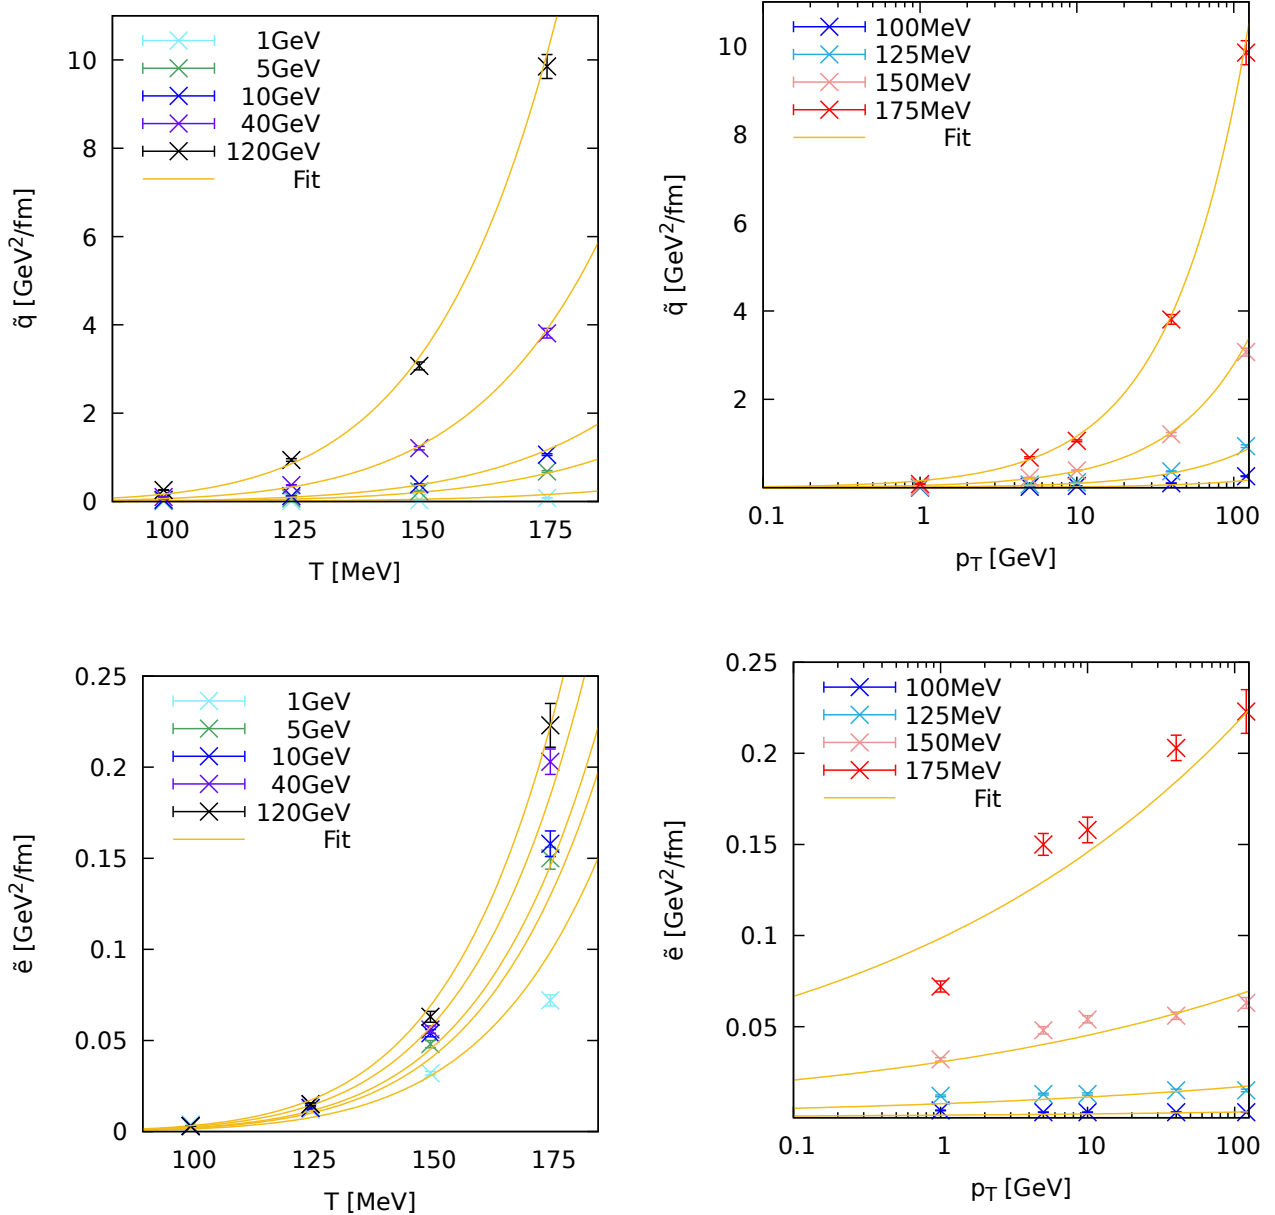 10
8
6
4
2
0
q̃ [GeV²/fm]
1GeV
5GeV
10GeV
40GeV
120GeV
Fit
100 125 150 175
T [MeV]
10
8
6
4
2
q̃ [GeV²/fm]
100MeV
125MeV
150MeV
175MeV
Fit
0.1 1 10 100
p_T [GeV]
0.25
0.2
0.15
0.1
0.05
0
ẽ [GeV²/fm]
1GeV
5GeV
10GeV
40GeV
120GeV
Fit
100 125 150 175
T [MeV]
0.25
0.2
0.15
0.1
0.05
ẽ [GeV²/fm]
100MeV
125MeV
150MeV
175MeV
Fit
0.1 1 10 100
p_T [GeV]